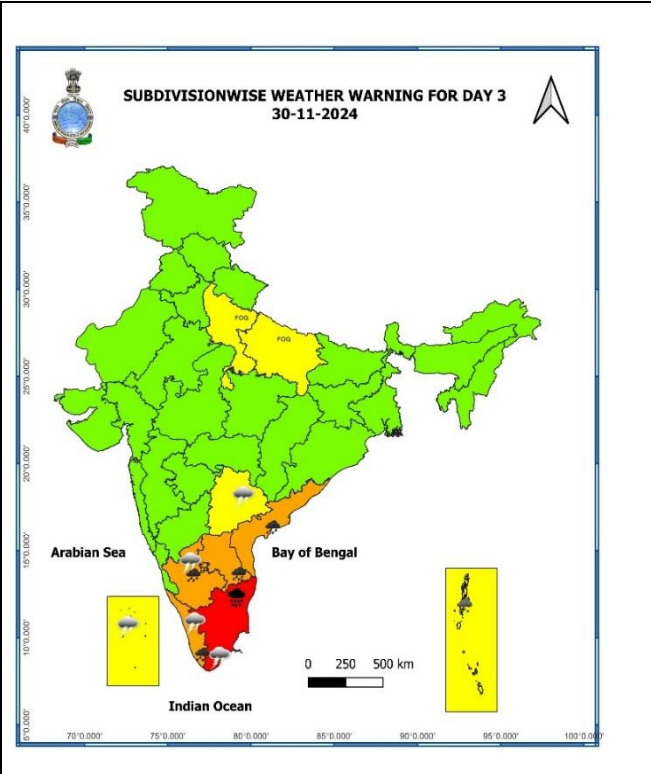 SUBDIVISIONWISE WEATHER WARNING FOR DAY 3
30-11-2024
40°0.000'
35°0.000'
30°0.000'
25°0.000'
20°0.000'
15°0.000'
10°0.000'
5°0.000'
FOG
FOG
Arabian Sea
Bay of Bengal
0 250 500 km
Indian Ocean
70°0.000' 75°0.000' 80°0.000' 85°0.000' 90°0.000' 95°0.000' 100°0.000'